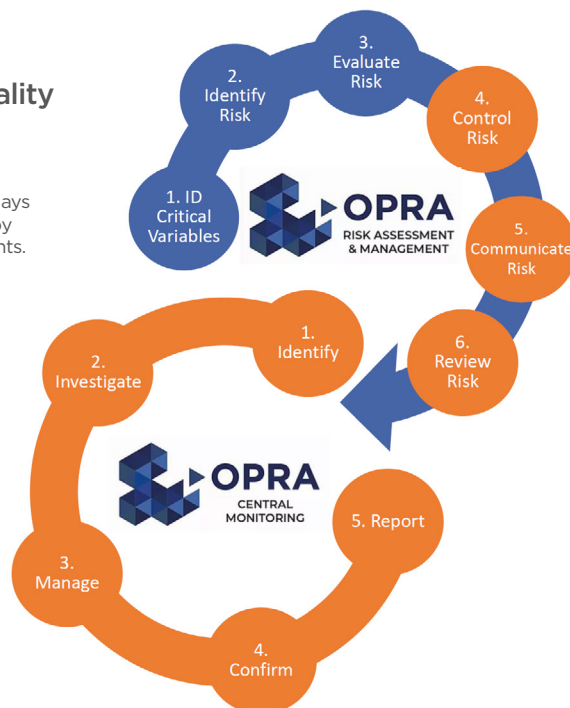 ality
ays
by
nts.
1. ID
Critical
Variables
2.
Identify
Risk
3.
Evaluate
Risk
4.
Control
Risk
5.
Communicate
Risk
6.
Review
Risk
OPRA
RISK ASSESSMENT
& MANAGEMENT
1.
Identify
2.
Investigate
3.
Manage
4.
Confirm
5. Report
OPRA
CENTRAL
MONITORING